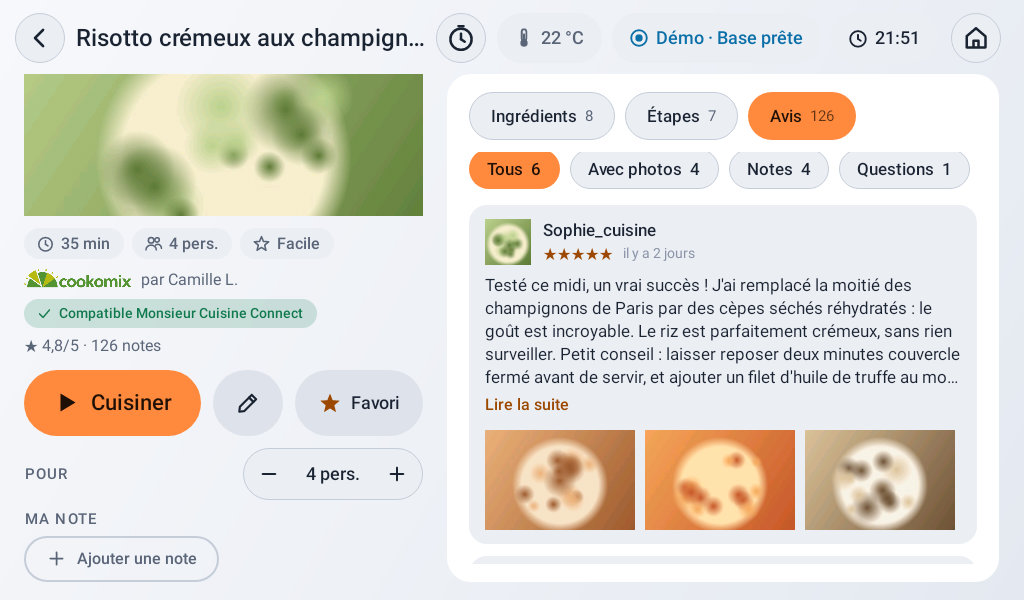 Risotto crémeux aux champign...
22 °C
Démo · Base prête
21:51
35 min
4 pers.
Facile
cookomix par Camille L.
Compatible Monsieur Cuisine Connect
★ 4,8/5 · 126 notes
Cuisiner
Favori
POUR
4 pers.
MA NOTE
Ajouter une note
Ingrédients 8
Étapes 7
Avis 126
Tous 6
Avec photos 4
Notes 4
Questions 1
Sophie_cuisine
★★★★★ il y a 2 jours
Testé ce midi, un vrai succès ! J'ai remplacé la moitié des
champignons de Paris par des cèpes séchés réhydratés : le
goût est incroyable. Le riz est parfaitement crémeux, sans rien
surveiller. Petit conseil : laisser reposer deux minutes couvercle
fermé avant de servir, et ajouter un filet d'huile de truffe au mo...
Lire la suite